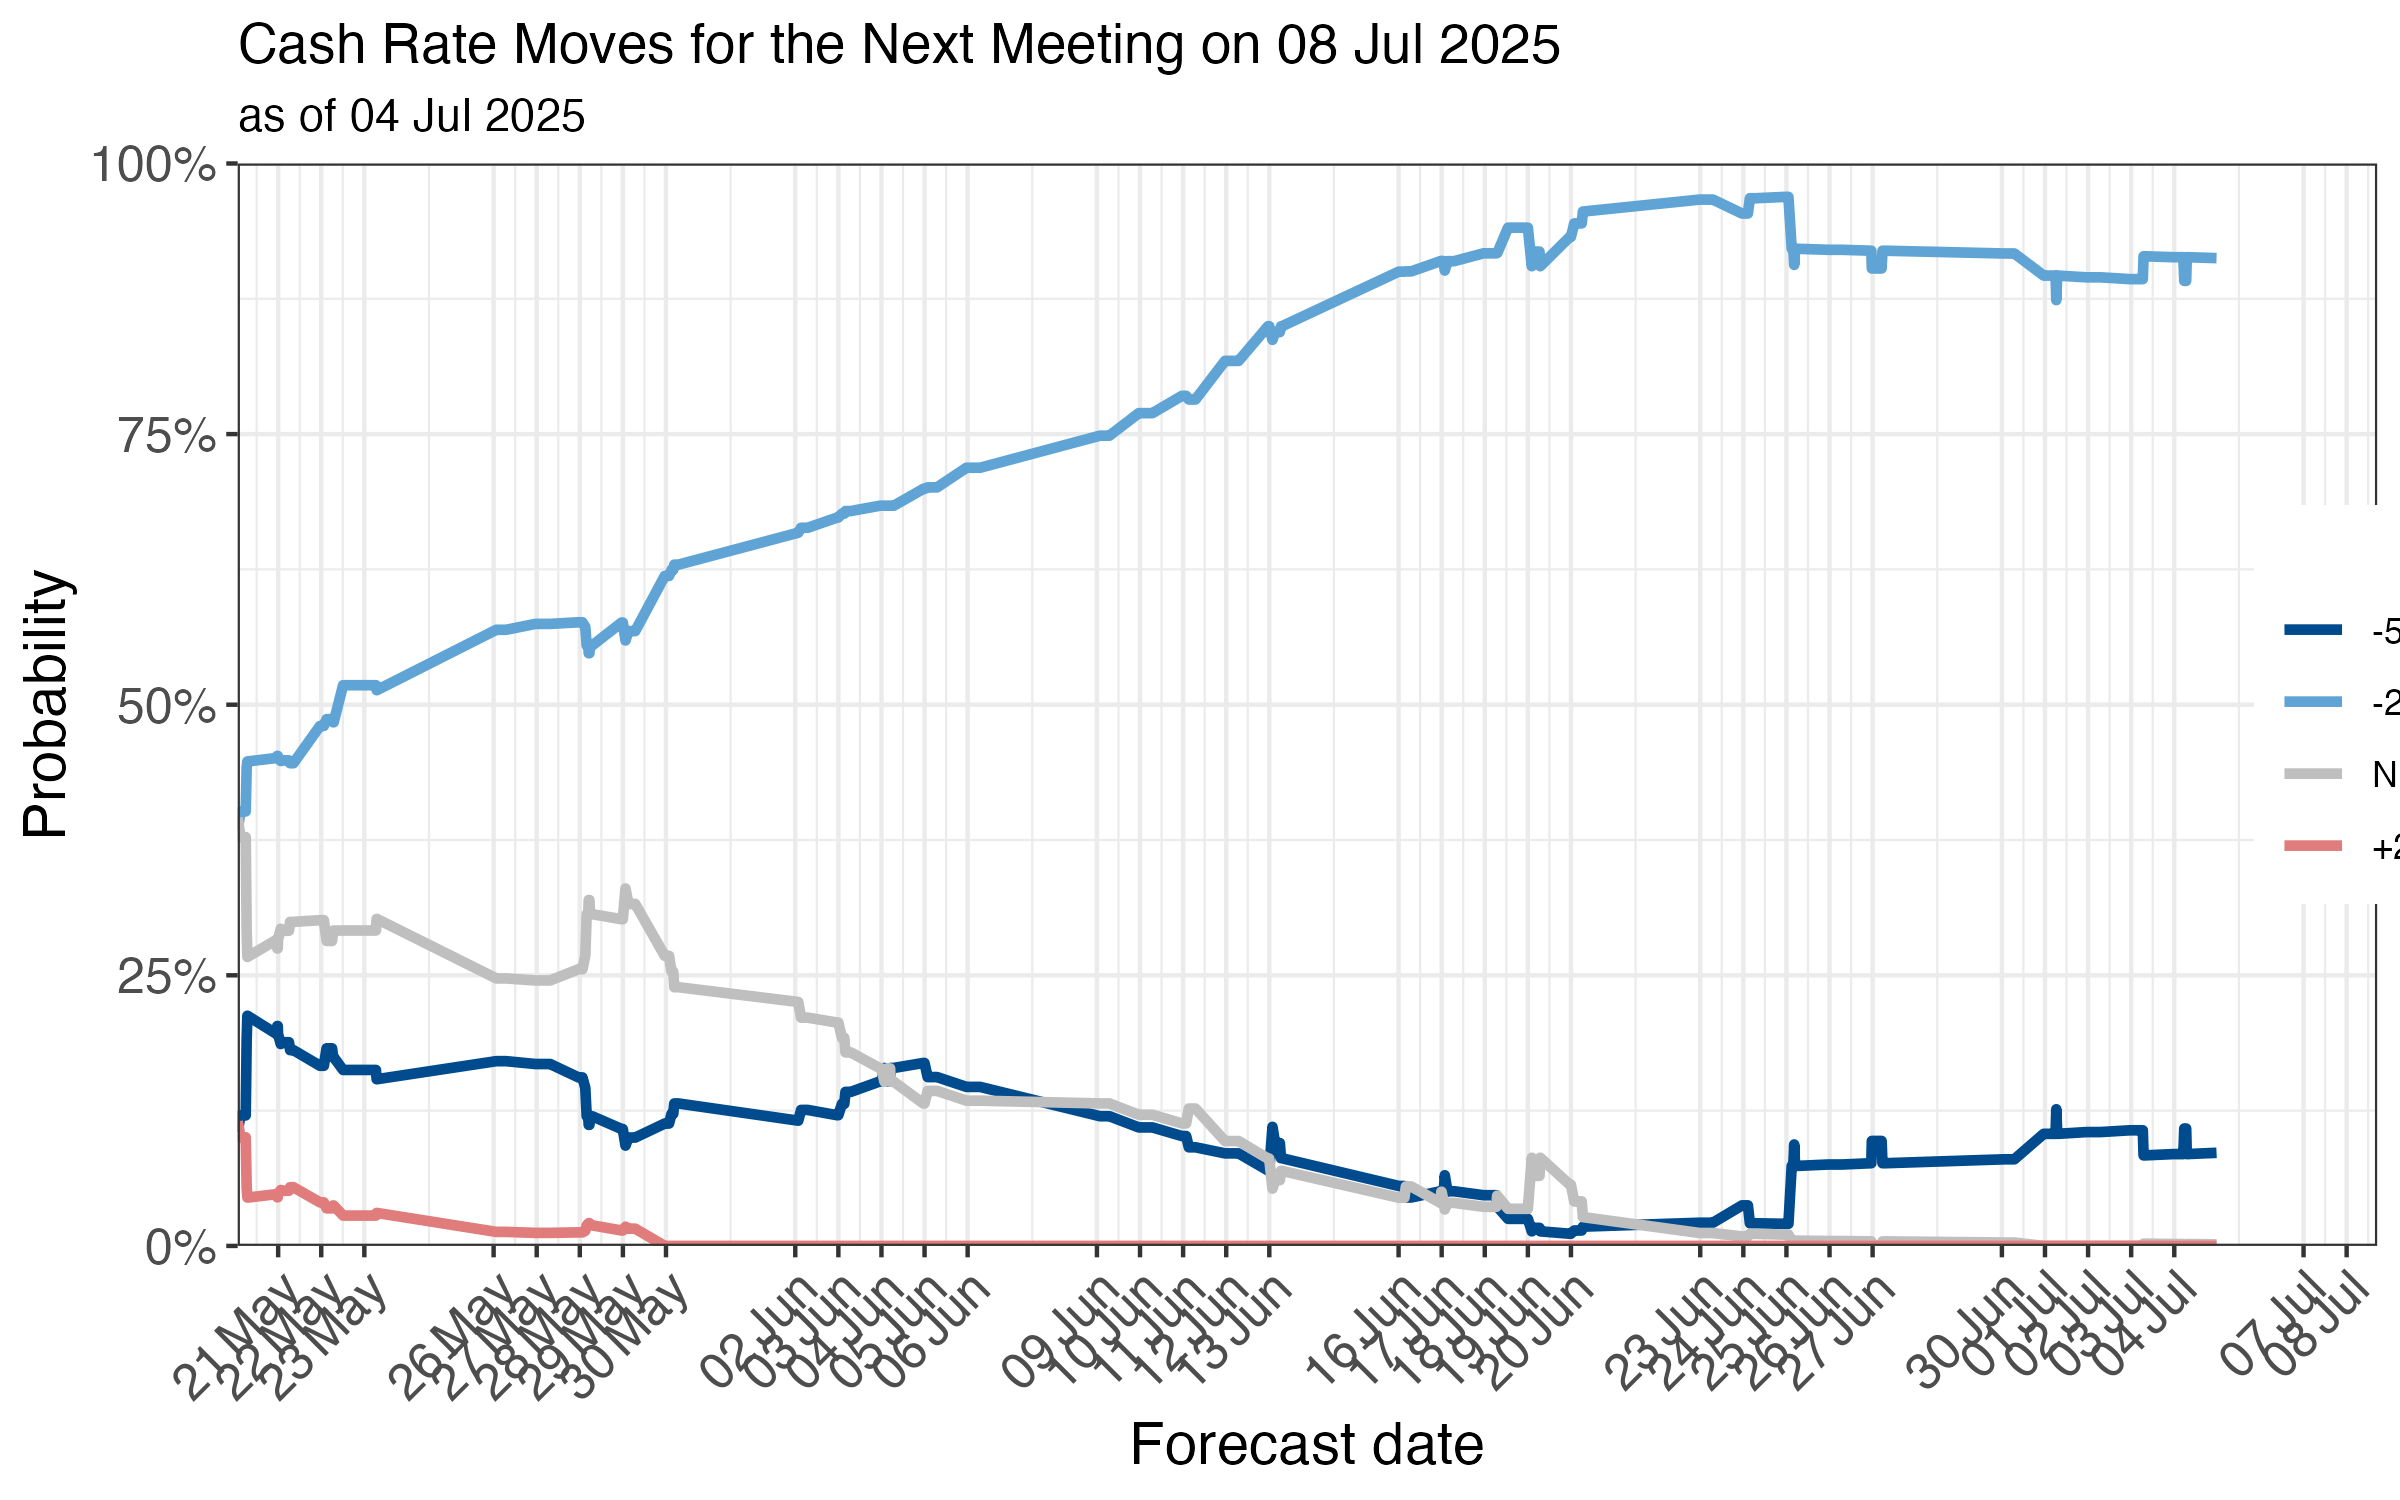 Cash Rate Moves for the Next Meeting on 08 Jul 2025
as of 04 Jul 2025
Probability
100%
75%
50%
25%
0%
-5
-2
N
+2
21 May
22 May
23 May
26 May
27 May
28 May
29 May
30 May
02 Jun
03 Jun
04 Jun
05 Jun
06 Jun
09 Jun
10 Jun
11 Jun
12 Jun
13 Jun
16 Jun
17 Jun
18 Jun
19 Jun
20 Jun
23 Jun
24 Jun
25 Jun
26 Jun
27 Jun
30 Jun
01 Jul
02 Jul
03 Jul
04 Jul
07 Jul
08 Jul
Forecast date